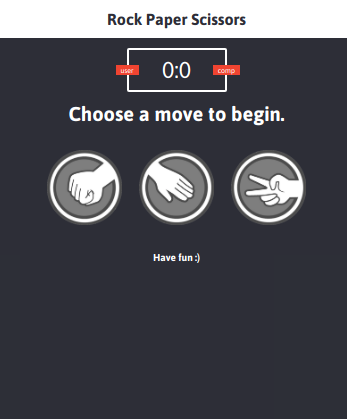 Rock Paper Scissors
user 0:0 comp
Choose a move to begin.
Have fun :)